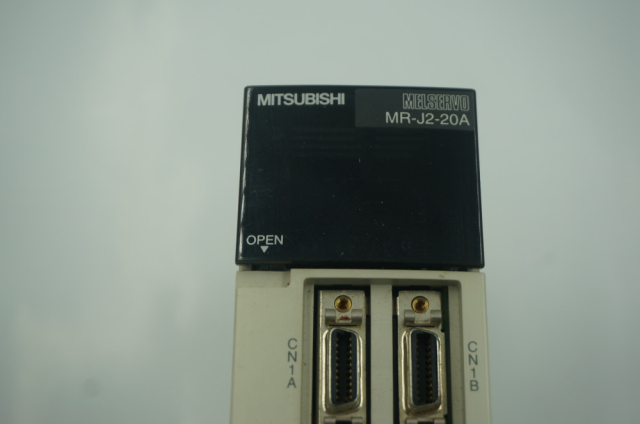 MITSUBISHI MELSERVO
MR-J2-20A
OPEN
CN1A
CN1B